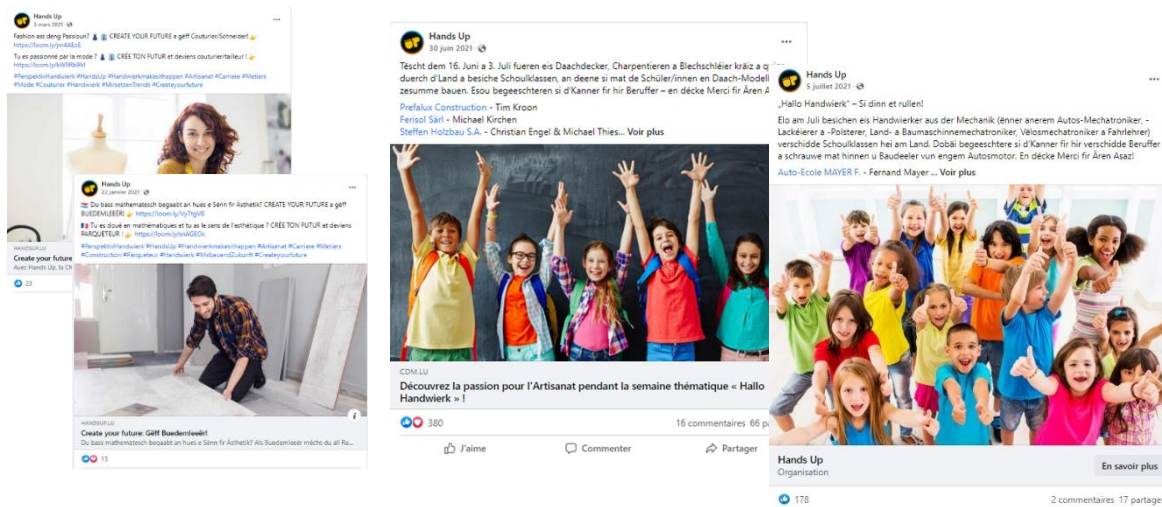 Hands Up
3 mars 2021
Fashion ass deng Passioun? CREATE YOUR FUTURE a gëff Couturier/Schneider!
Tu es passionné par la mode ? CRÉE TON FUTUR et deviens couturier/tailleur !
#PerspektivHandwierk #HandsUp #Handwierkmakesithappen #Artisanat #Carriere #Metiers
#Mode #Couturier #Handwierk #MirsetzenTrends #Createyourfuture
HANDSUP.LU
Create your future
Avec Hands Up, la Ch
23
Hands Up
22 janvier 2021
Du bass mathematesch begaabt an hues e Sënn fir Ästhetik? CREATE YOUR FUTURE a gëff
BUEDEMLEEËR!
Tu es doué en mathématiques et tu as le sens de l'esthétique ? CRÉE TON FUTUR et deviens
PARQUETEUR !
#PerspektivHandwierk #HandsUp #Handwierkmakesithappen #Artisanat #Carriere #Metiers
#Construction #Parqueteur #Handwierk #MirbauendZukunft #Createyourfuture
HANDSUP.LU
Create your future: Gëff Buedemleeër!
Du bass mathematesch begaabt an hues e Sënn fir Ästhetik? Als Buedemleeër mëchs du all Ra...
15
Hands Up
30 juin 2021
Tëscht dem 16. Juni a 3. Juli fueren eis Daachdecker, Charpentieren a Blechschléier kräiz a
duerch d'Land a besiche Schoulklassen, an deene si mat de Schüler/innen en Daach-Modell
zesumme bauen. Esou begeeschteren si d'Kanner fir hir Beruffer – en décke Merci fir Ären
Prefalux Construction - Tim Kroon
Ferisol Sàrl - Michael Kirchen
Steffen Holzbau S.A. - Christian Engel & Michael Thies... Voir plus
CDM.LU
Découvrez la passion pour l'Artisanat pendant la semaine thématique « Hallo
Handwierk » !
380
16 commentaires 66
J'aime
Commenter
Partager
Hands Up
5 juillet 2021
„Hallo Handwierk" – Si dinn et rullen!
Elo am Juli besichen eis Handwierker aus der Mechanik (ënner anerem Autos-Mechatroniker, -
Lackéierer a -Polsterer, Land- a Baumaschinnemechatroniker, Vëlosmechatroniker a Fahrlehrer)
verschidde Schoulklassen hei am Land. Dobäi begeeschtere si d'Kanner fir hir verschidde Beruffer
a schrauwe mat hinnen u Baudeeler vun engem Autosmotor. En décke Merci fir Ären Asaz!
Auto-Ecole MAYER F. - Fernand Mayer ... Voir plus
Hands Up
Organisation
En savoir plus
178
2 commentaires 17 partage